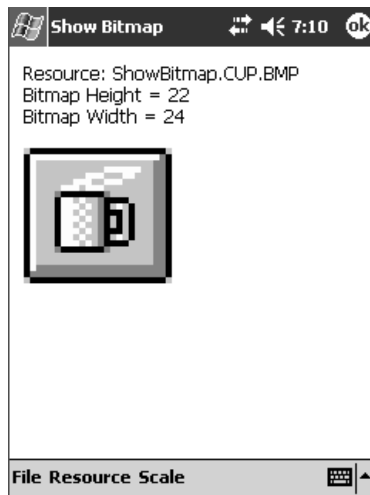 Show Bitmap 7:10 ok
Resource: ShowBitmap.CUP.BMP
Bitmap Height = 22
Bitmap Width = 24
File Resource Scale